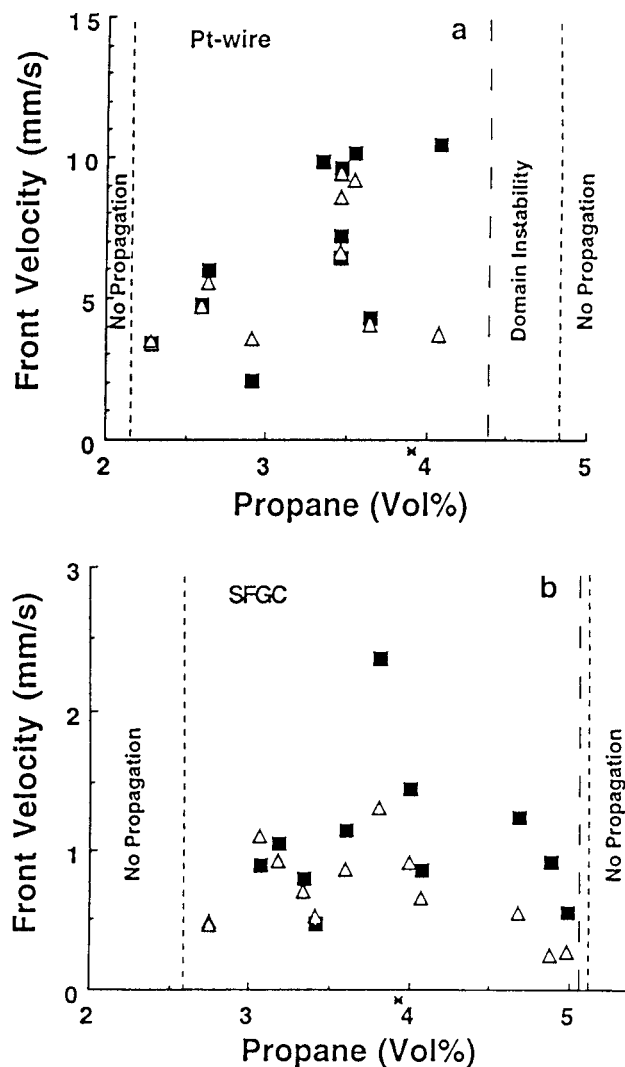 15
Pt-wire
a
10
5
0
Front Velocity (mm/s)
No Propagation
Domain Instability
No Propagation
2
3
4
5
Propane (Vol%)
3
SFGC
b
2
1
0
Front Velocity (mm/s)
No Propagation
No Propagation
2
3
4
5
Propane (Vol%)